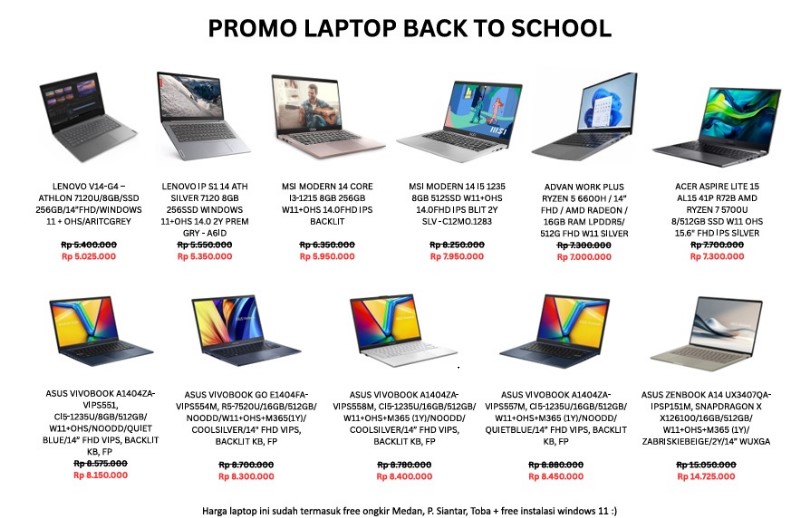 PROMO LAPTOP BACK TO SCHOOL
LENOVO V14-G4 –
ATHLON 7120U/8GB/SSD
256GB/14"FHD/WINDOWS
11 + OHS/ARITCGREY
Rp 5.400.000
Rp 5.025.000
LENOVO IP S1 14 ATH
SILVER 7120 8GB
256SSD WINDOWS
11+OHS 14.0 2Y PREM
GRY - A6ID
Rp 5.550.000
Rp 5.350.000
MSI MODERN 14 CORE
I3-1215 8GB 256GB
W11+OHS 14.0FHD IPS
BACKLIT
Rp 6.350.000
Rp 5.950.000
MSI MODERN 14 I5 1235
8GB 512SSD W11+OHS
14.0FHD IPS BLIT 2Y
SLV-C12MO.1283
Rp 8.250.000
Rp 7.950.000
ADVAN WORK PLUS
RYZEN 5 6600H / 14"
FHD / AMD RADEON /
16GB RAM LPDDR5/
512G FHD W11 SILVER
Rp 7.300.000
Rp 7.000.000
ACER ASPIRE LITE 15
AL15 41P R72B AMD
RYZEN 7 5700U
8/512GB SSD W11 OHS
15.6" FHD IPS SILVER
Rp 7.700.000
Rp 7.300.000
ASUS VIVOBOOK A1404ZA-
VIPS551,
CI5-1235U/8GB/512GB/
W11+OHS/NOODD/QUIET
BLUE/14" FHD VIPS, BACKLIT
KB, FP
Rp 8.575.000
Rp 8.150.000
ASUS VIVOBOOK GO E1404FA-
VIPS554M, R5-7520U/16GB/512GB/
NOODD/W11+OHS+M365(1Y)/
COOLSILVER/14" FHD VIPS,
BACKLIT KB, FP
Rp 8.700.000
Rp 8.300.000
ASUS VIVOBOOK A1404ZA-
VIPS558M, CI5-1235U/16GB/512GB/
W11+OHS+M365 (1Y)/NOODD/
COOLSILVER/14" FHD VIPS,
BACKLIT KB, FP
Rp 8.780.000
Rp 8.400.000
ASUS VIVOBOOK A1404ZA-
VIPS557M, CI5-1235U/16GB/512GB/
W11+OHS+M365 (1Y)/NODD/
QUIETBLUE/14" FHD VIPS, BACKLIT
KB, FP
Rp 8.880.000
Rp 8.450.000
ASUS ZENBOOK A14 UX3407QA-
IPSP151M, SNAPDRAGON X
X126100/16GB/512GB/
W11+OHS+M365 (1Y)/
ZABRISKIEBEIGE/2Y/14" WUXGA
Rp 15.050.000
Rp 14.725.000
Harga laptop ini sudah termasuk free ongkir Medan, P. Siantar, Toba + free instalasi windows 11 :)